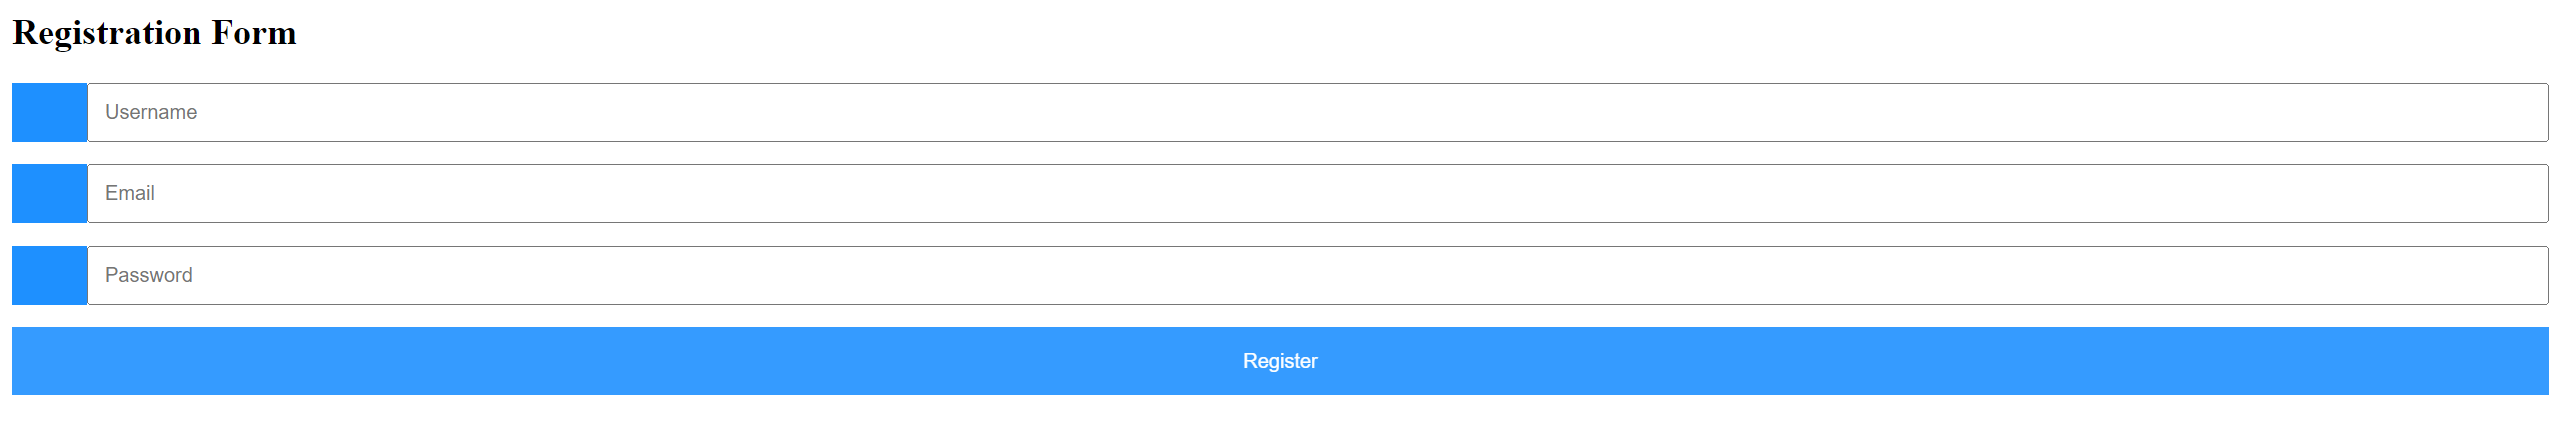 Registration Form
Username
Email
Password
Register